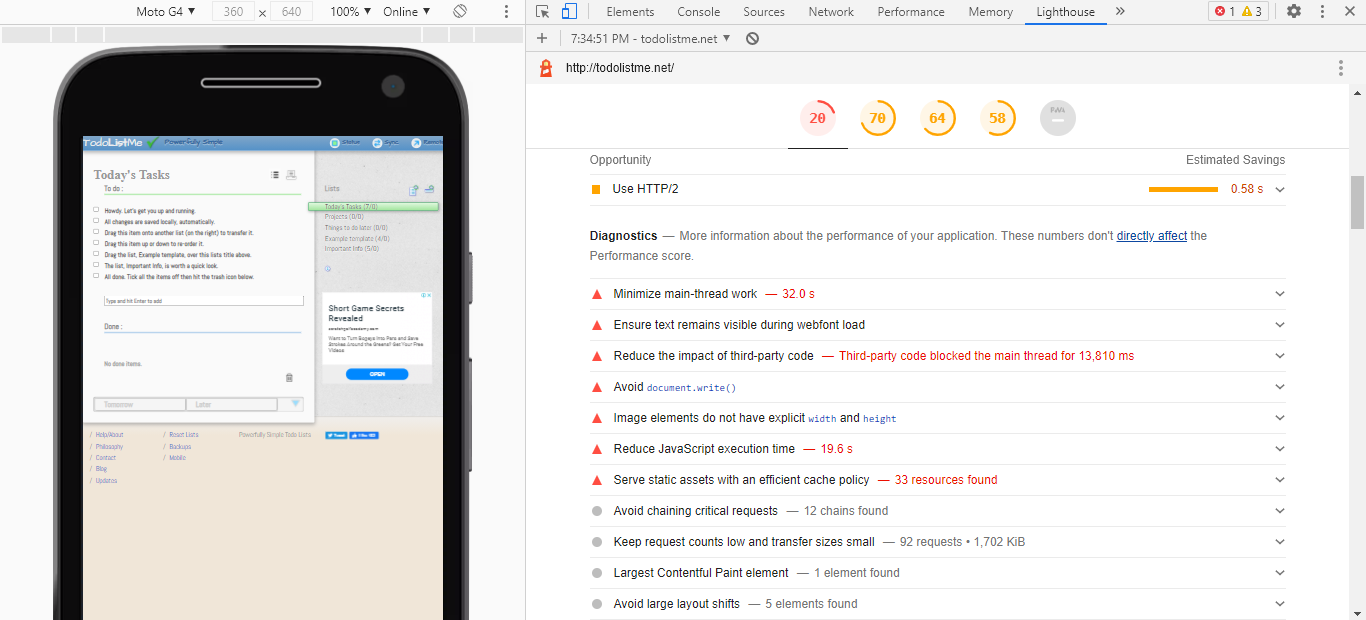 Moto G4 ▼ 360 × 640 100% ▼ Online ▼
Elements Console Sources Network Performance Memory Lighthouse » 1 3
+ 7:34:51 PM - todolistme.net ▼
http://todolistme.net/
20 70 64 58
Opportunity Estimated Savings
Use HTTP/2 0.58 s
Diagnostics — More information about the performance of your application. These numbers don't directly affect the
Performance score.
Minimize main-thread work — 32.0 s
Ensure text remains visible during webfont load
Reduce the impact of third-party code — Third-party code blocked the main thread for 13,810 ms
Avoid document.write()
Image elements do not have explicit width and height
Reduce JavaScript execution time — 19.6 s
Serve static assets with an efficient cache policy — 33 resources found
Avoid chaining critical requests — 12 chains found
Keep request counts low and transfer sizes small — 92 requests • 1,702 KiB
Largest Contentful Paint element — 1 element found
Avoid large layout shifts — 5 elements found
TodoListMe Powerfully Simple Status Sync Remote
Today's Tasks
To do :
Howdy. Let's get you up and running.
All changes are saved locally, automatically.
Drag this item onto another list (on the right) to transfer it.
Drag this item up or down to re-order it.
Drag the list, Example template, over this lists title above.
The list, Important Info, is worth a quick look.
All done. Tick all the items off then hit the trash icon below.
Type and hit Enter to add
Done :
No done items.
Tomorrow Later
Lists
Today's Tasks (7/0)
Projects (0/0)
Things to do later (0/0)
Example template (4/0)
Important Info (5/0)
Short Game Secrets
Revealed
Want to Turn Bogeys Into Pars and Save
Strokes Around the Greens? Get Your Free
Videos
OPEN
/ Help/About / Reset Lists Powerfully Simple Todo Lists Tweet
/ Philosophy / Backups
/ Contact / Mobile
/ Blog
/ Updates